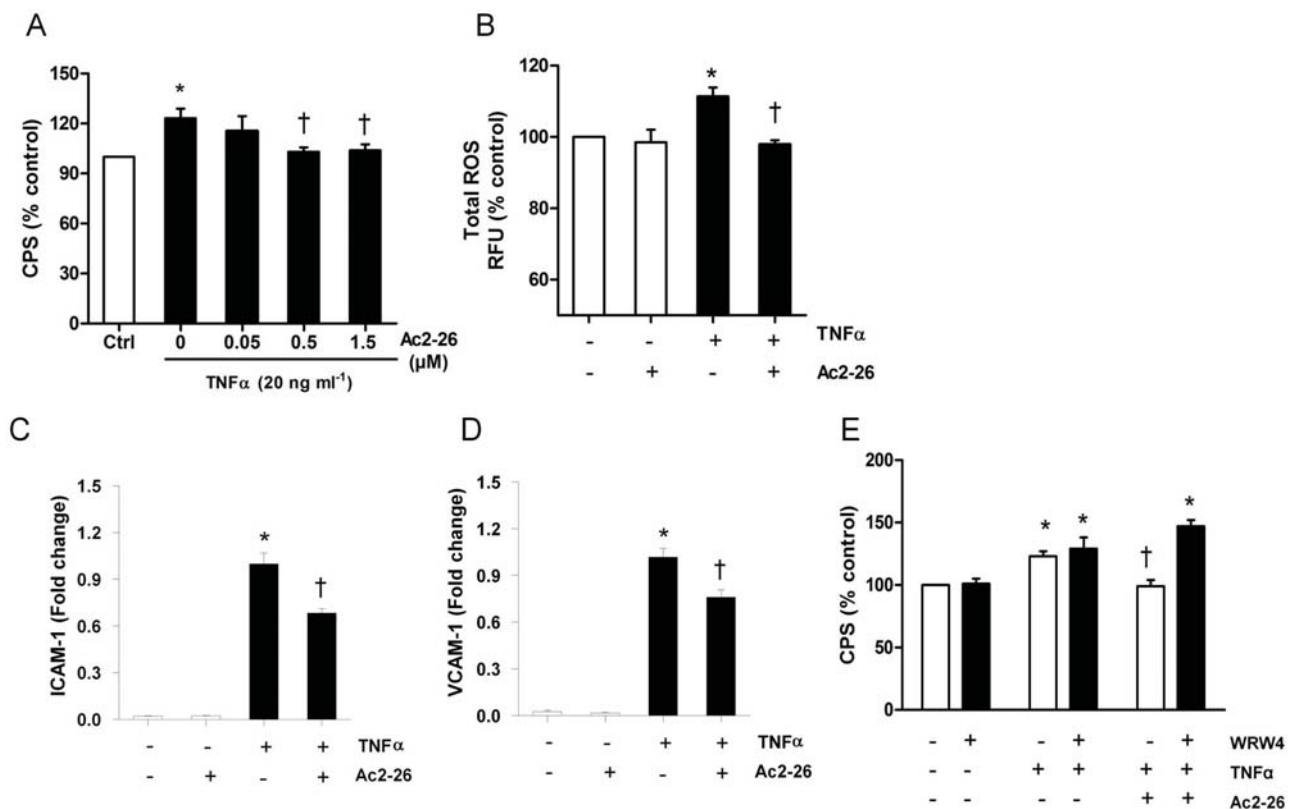 A
CPS (% control)
150
120
90
60
30
0
*
†
†
Ctrl 0 0.05 0.5 1.5 Ac2-26 (µM)
TNFα (20 ng ml⁻¹)
B
Total ROS
RFU (% control)
120
100
80
60
*
†
- - + + TNFα
- + - + Ac2-26
C
ICAM-1 (Fold change)
1.5
1.2
0.9
0.6
0.3
0.0
*
†
- - + + TNFα
- + - + Ac2-26
D
VCAM-1 (Fold change)
1.5
1.2
0.9
0.6
0.3
0.0
*
†
- - + + TNFα
- + - + Ac2-26
E
CPS (% control)
200
150
100
50
0
*
*
†
*
- + - + - + WRW4
- - + + + + TNFα
- - - - + + Ac2-26